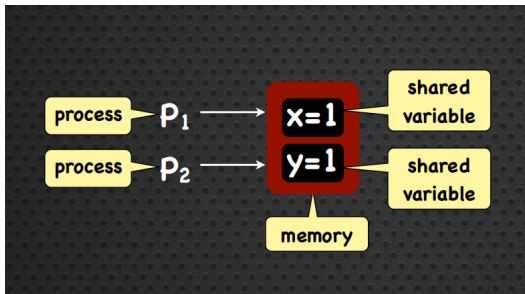 shared
variable
process
p1
x=1
process
p2
y=1
shared
variable
memory